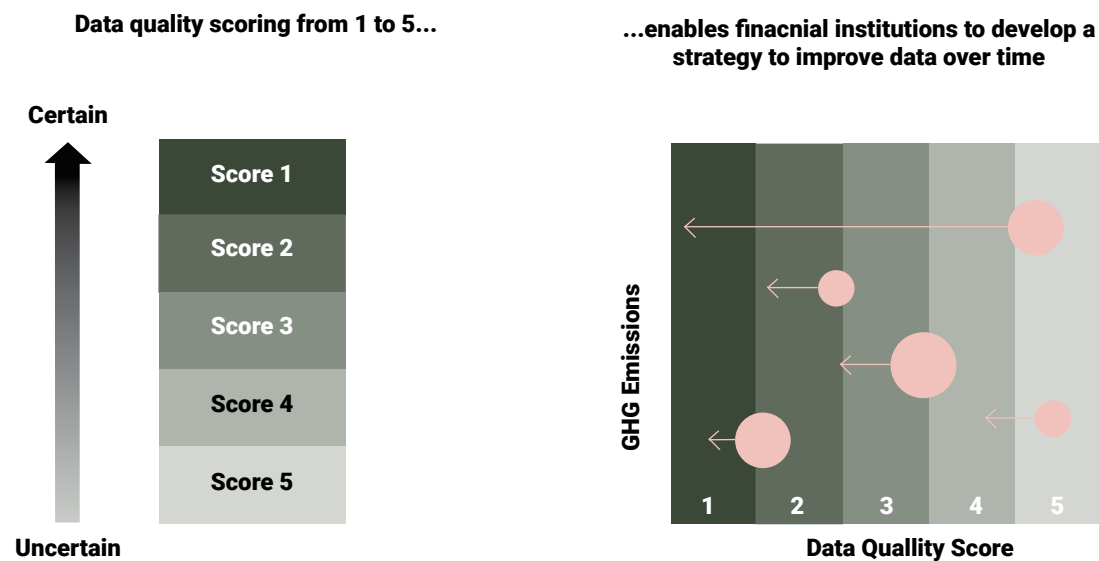 Data quality scoring from 1 to 5...
Certain
Score 1
Score 2
Score 3
Score 4
Score 5
Uncertain
...enables finacnial institutions to develop a
strategy to improve data over time
GHG Emissions
1 2 3 4 5
Data Quallity Score